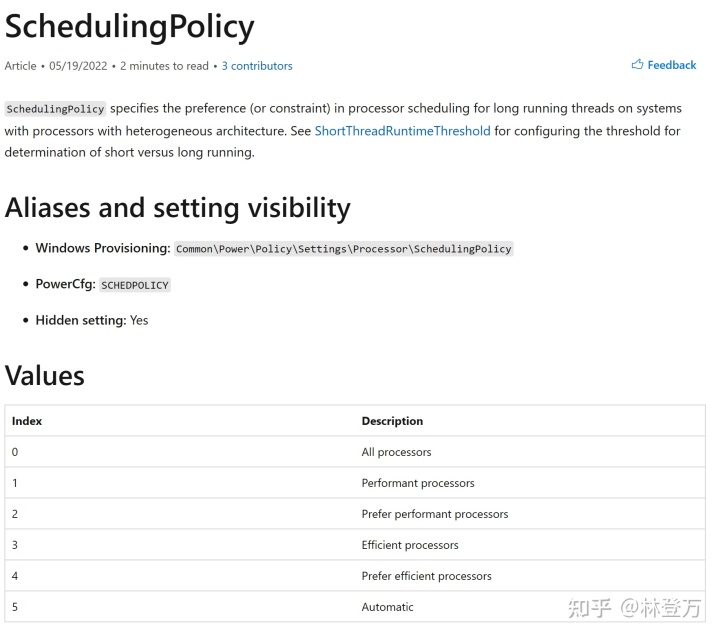 SchedulingPolicy
Article • 05/19/2022 • 2 minutes to read • 3 contributors
Feedback
SchedulingPolicy specifies the preference (or constraint) in processor scheduling for long running threads on systems
with processors with heterogeneous architecture. See ShortThreadRuntimeThreshold for configuring the threshold for
determination of short versus long running.
Aliases and setting visibility
• Windows Provisioning: Common\Power\Policy\Settings\Processor\SchedulingPolicy
• PowerCfg: SCHEDPOLICY
• Hidden setting: Yes
Values
Index Description
0 All processors
1 Performant processors
2 Prefer performant processors
3 Efficient processors
4 Prefer efficient processors
5 Automatic
知乎 @林登万